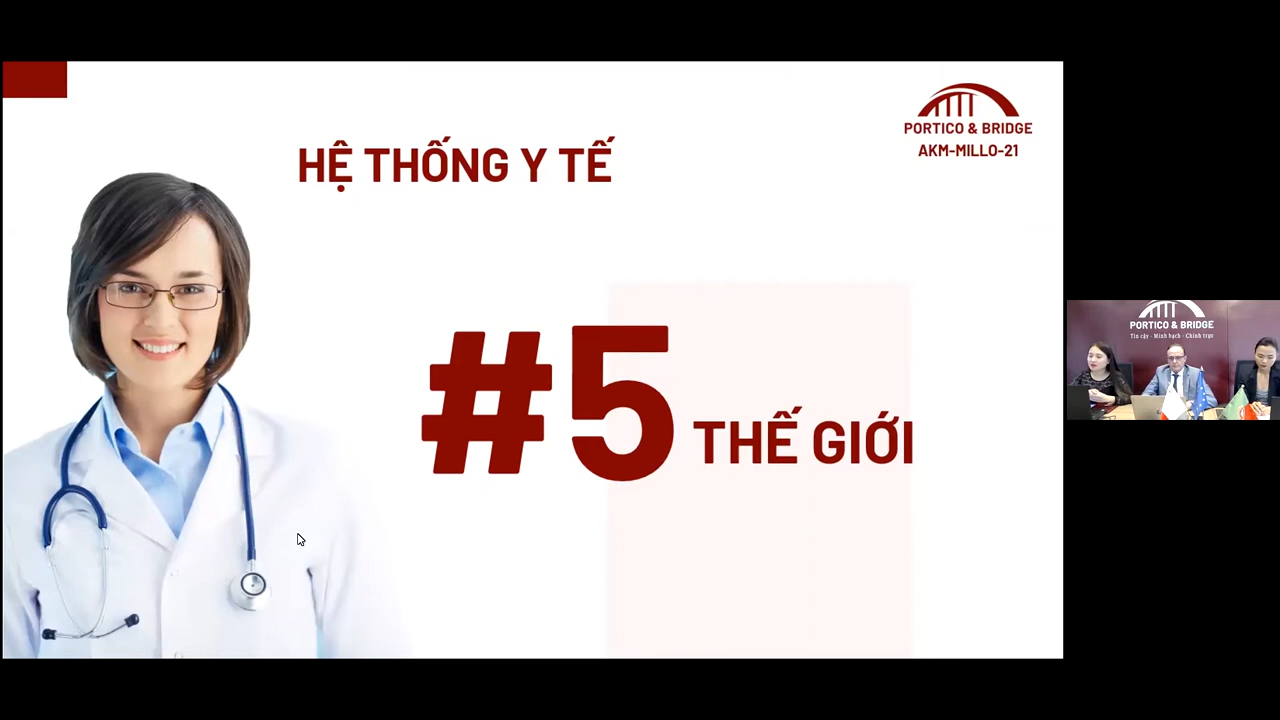 PORTICO & BRIDGE
AKM-MILLO-21
HỆ THỐNG Y TẾ
#5 THẾ GIỚI
PORTICO & BRIDGE
Tin cậy - Minh bạch - Chính trực